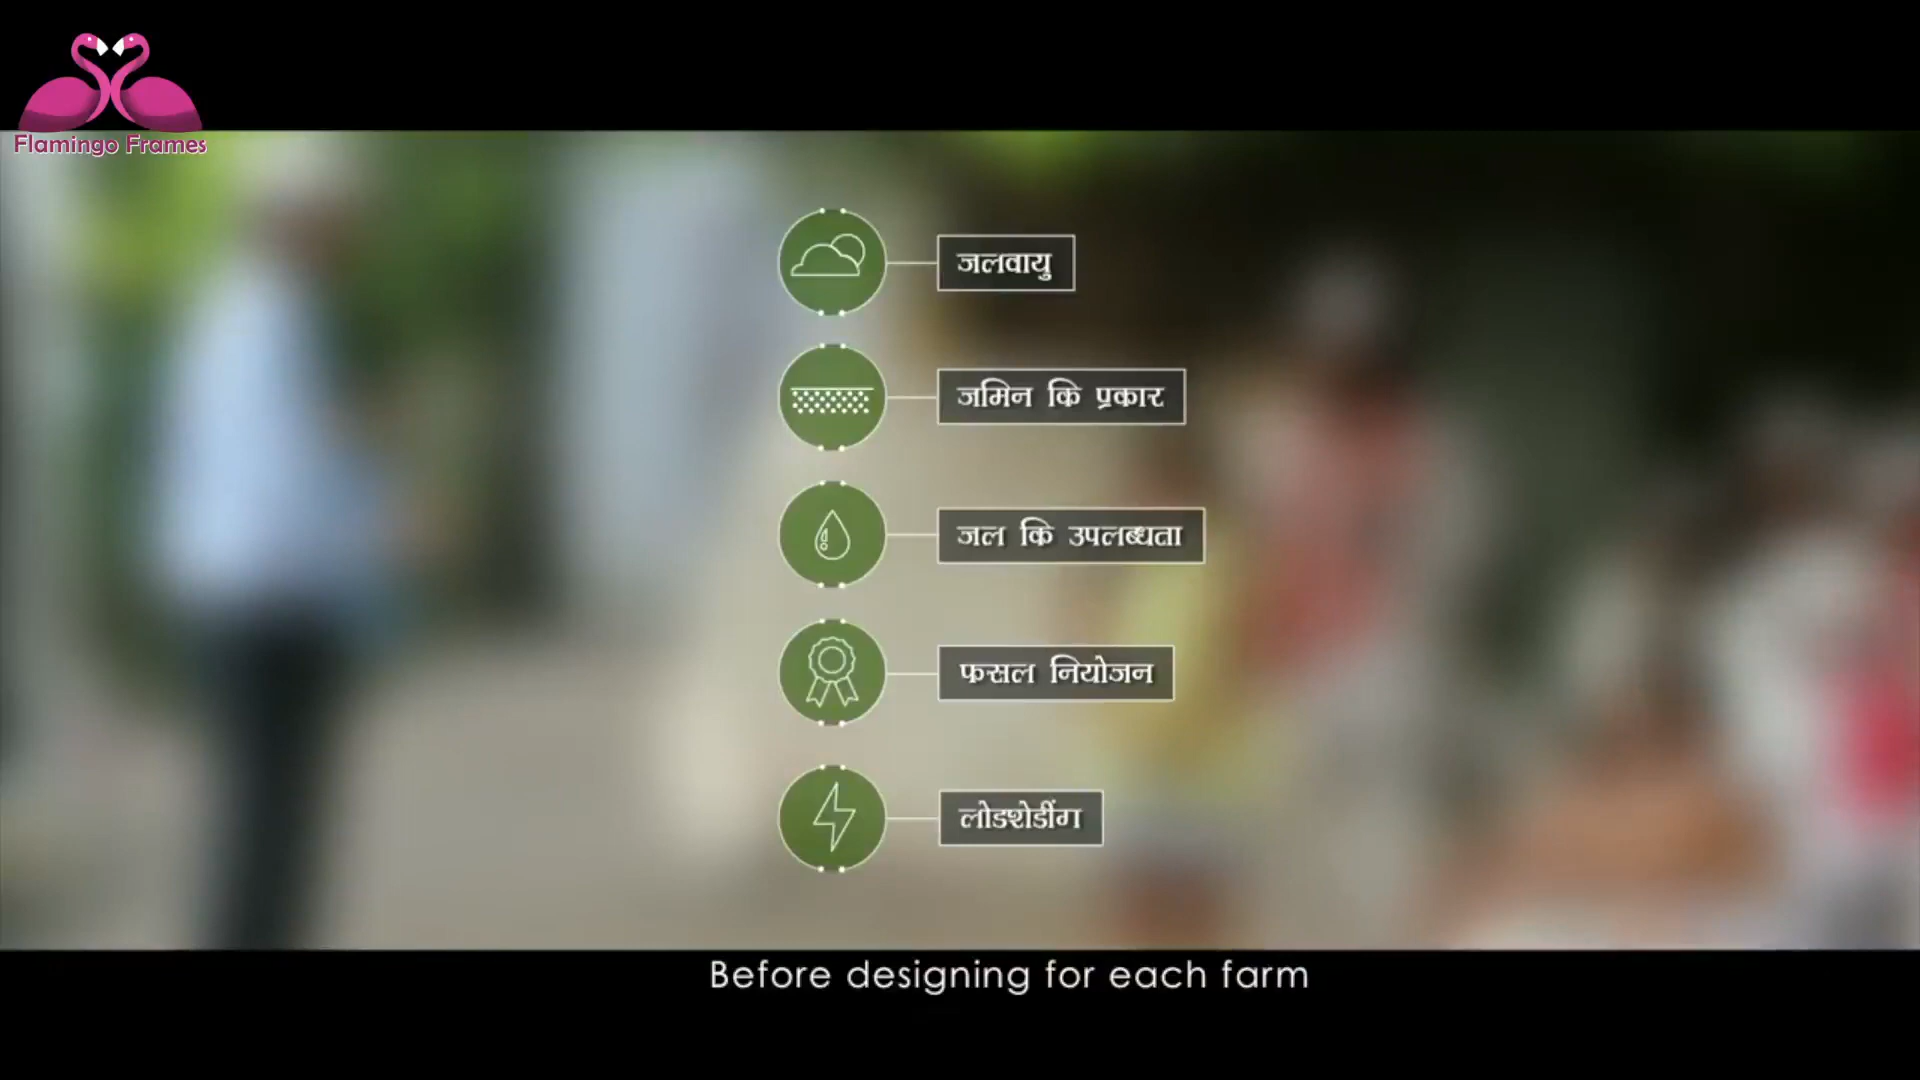 Flamingo Frames
जलवायु
जमिन कि प्रकार
जल कि उपलब्धता
फसल नियोजन
लोडशेडींग
Before designing for each farm